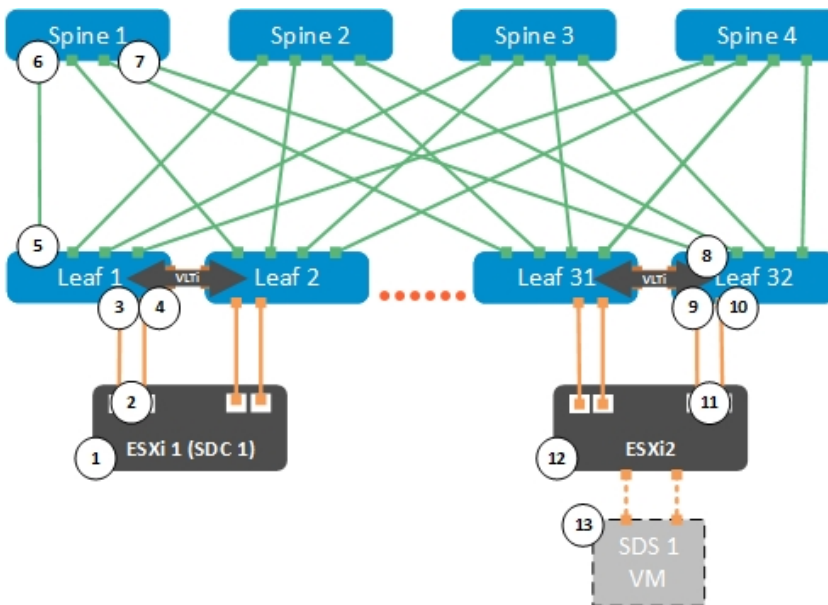 Spine 1
Spine 2
Spine 3
Spine 4
6
7
5
8
Leaf 1
VLTi
Leaf 2
Leaf 31
VLTi
Leaf 32
3
4
9
10
2
11
ESXi 1 (SDC 1)
ESXi2
1
12
13
SDS 1
VM